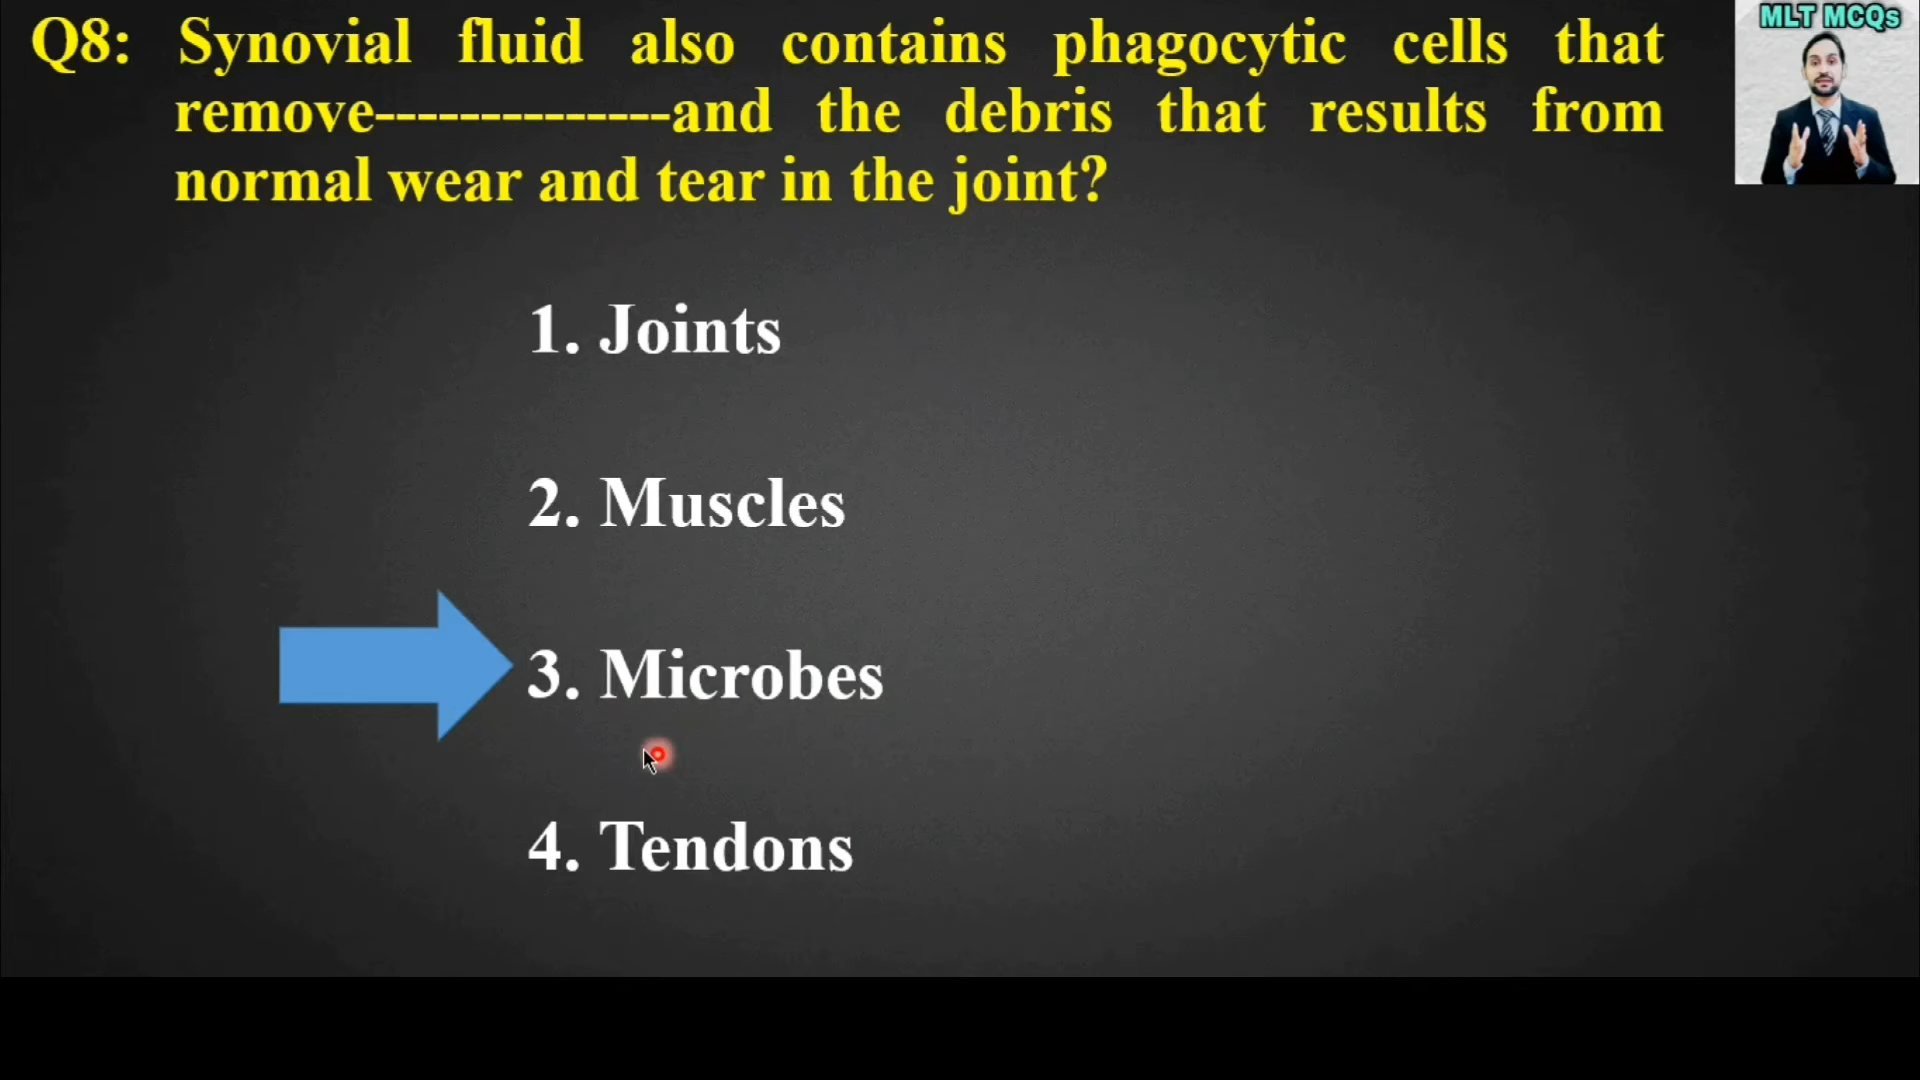 MLT MCQs
Q8: Synovial fluid also contains phagocytic cells that
remove--------------and the debris that results from
normal wear and tear in the joint?
1. Joints
2. Muscles
3. Microbes
4. Tendons